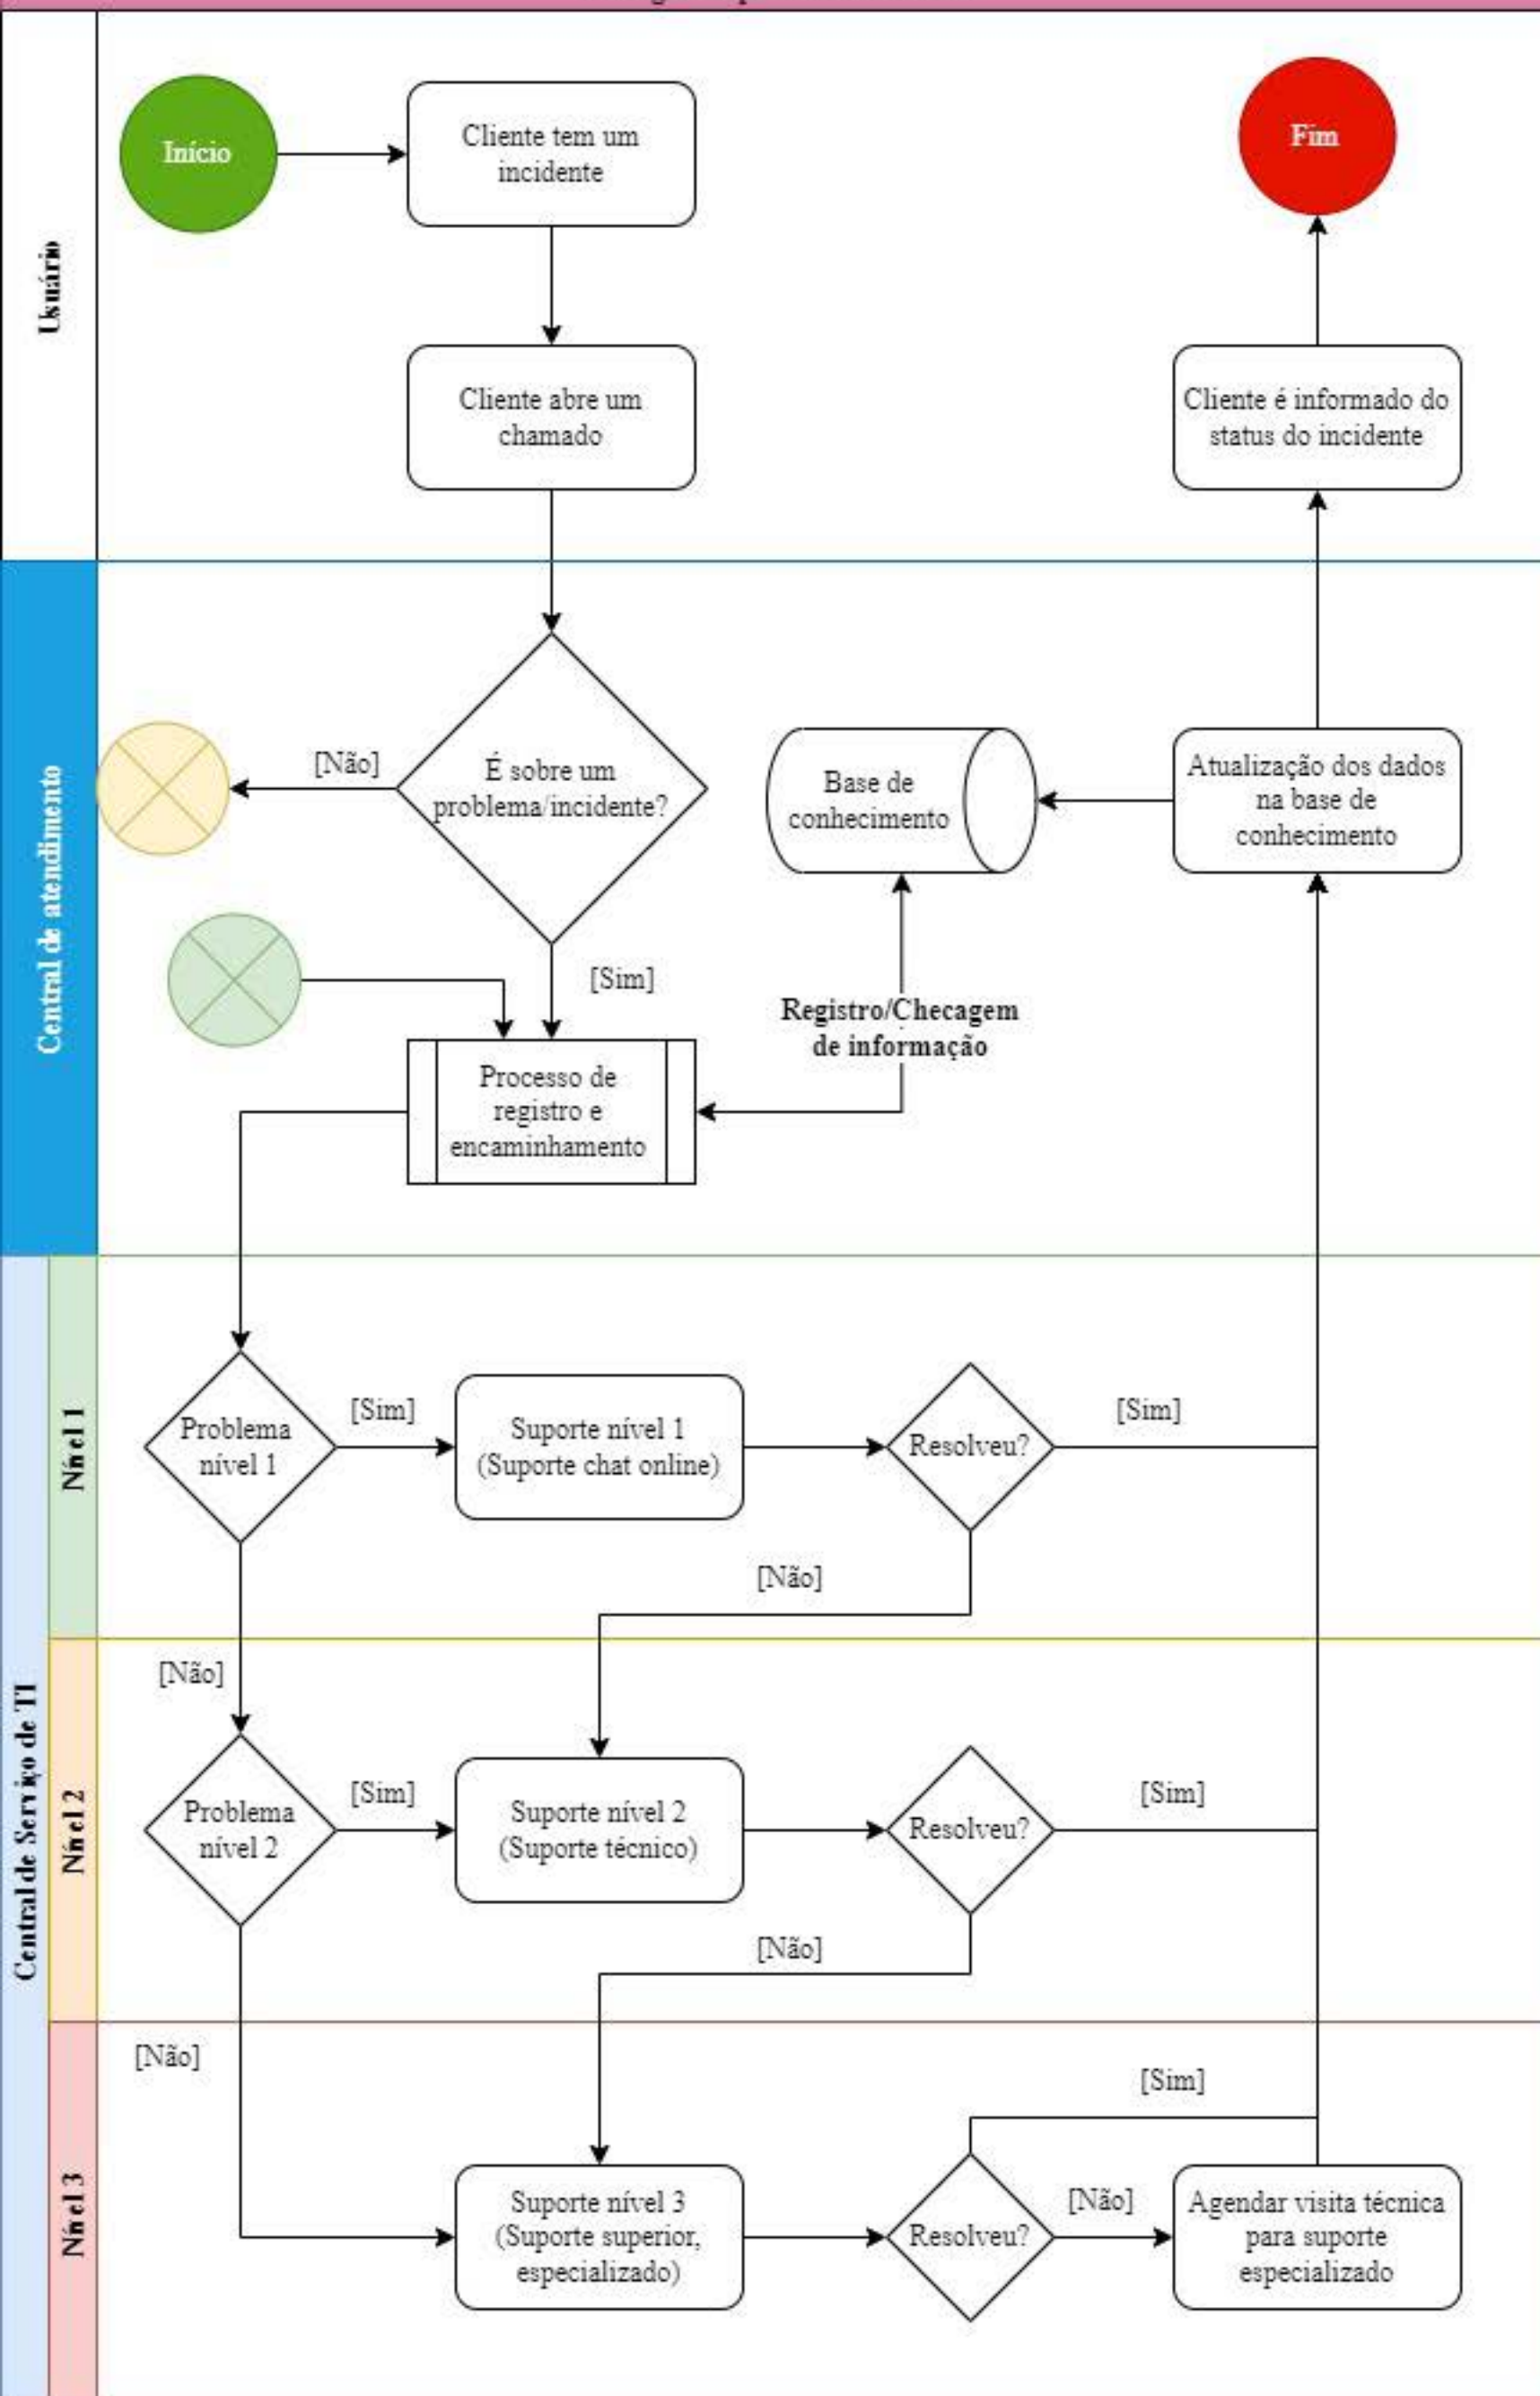 Usuário
Início
Cliente tem um
incidente
Fim
Cliente abre um
chamado
Cliente é informado do
status do incidente
Central de atendimento
[Não]
É sobre um
problema/incidente?
Base de
conhecimento
Atualização dos dados
na base de
conhecimento
[Sim]
Registro/Checagem
de informação
Processo de
registro e
encaminhamento
Central de Serviço de TI
Nível 1
Problema
nível 1
[Sim]
Suporte nível 1
(Suporte chat online)
Resolveu?
[Sim]
[Não]
Nível 2
[Não]
Problema
nível 2
[Sim]
Suporte nível 2
(Suporte técnico)
Resolveu?
[Sim]
[Não]
Nível 3
[Não]
Suporte nível 3
(Suporte superior,
especializado)
Resolveu?
[Sim]
[Não]
Agendar visita técnica
para suporte
especializado